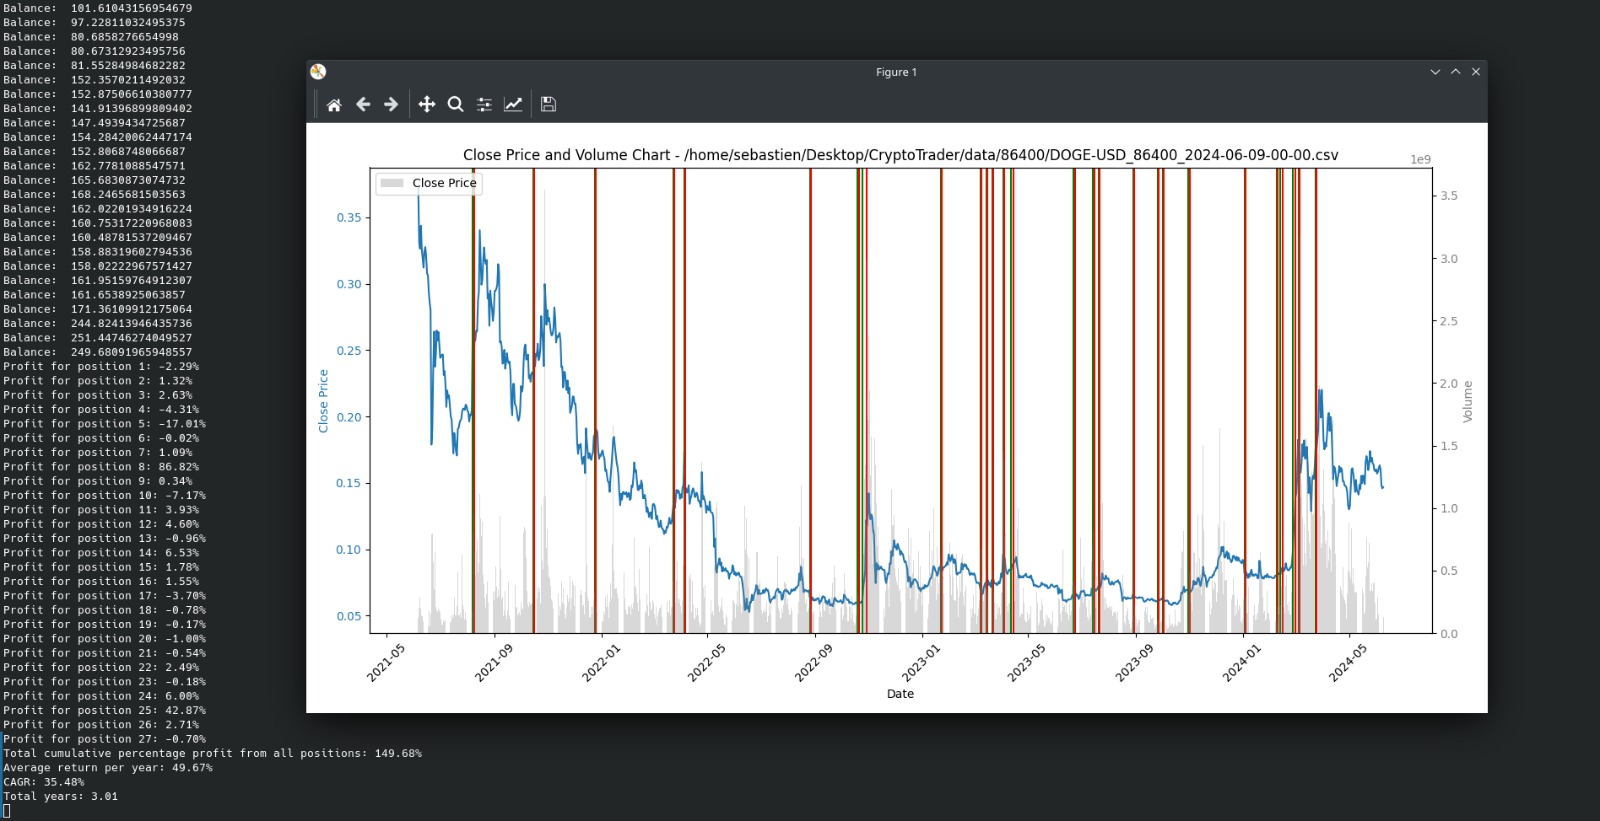 Balance:  101.61043156954679
Balance:  97.22811032495375
Balance:  80.6858276654998
Balance:  80.67312923495756
Balance:  81.55284984682282
Balance:  152.3570211492032
Balance:  152.87506610380777
Balance:  141.91396899809402
Balance:  147.4939434725687
Balance:  154.28420062447174
Balance:  152.8068748066687
Balance:  162.7781088547571
Balance:  165.6830873074732
Balance:  168.2465681503563
Balance:  162.02201934916224
Balance:  160.75317220968083
Balance:  160.48781537209467
Balance:  158.88319602794536
Balance:  158.02222967571427
Balance:  161.95159764912307
Balance:  161.6538925063857
Balance:  171.36109912175064
Balance:  244.82413946435736
Balance:  251.44746274049527
Balance:  249.68091965948557
Profit for position 1: -2.29%
Profit for position 2: 1.32%
Profit for position 3: 2.63%
Profit for position 4: -4.31%
Profit for position 5: -17.01%
Profit for position 6: -0.02%
Profit for position 7: 1.09%
Profit for position 8: 86.82%
Profit for position 9: 0.34%
Profit for position 10: -7.17%
Profit for position 11: 3.93%
Profit for position 12: 4.60%
Profit for position 13: -0.96%
Profit for position 14: 6.53%
Profit for position 15: 1.78%
Profit for position 16: 1.55%
Profit for position 17: -3.70%
Profit for position 18: -0.78%
Profit for position 19: -0.17%
Profit for position 20: -1.00%
Profit for position 21: -0.54%
Profit for position 22: 2.49%
Profit for position 23: -0.18%
Profit for position 24: 6.00%
Profit for position 25: 42.87%
Profit for position 26: 2.71%
Profit for position 27: -0.70%
Total cumulative percentage profit from all positions: 149.68%
Average return per year: 49.67%
CAGR: 35.48%
Total years: 3.01
Figure 1
Close Price and Volume Chart - /home/sebastien/Desktop/CryptoTrader/data/86400/DOGE-USD_86400_2024-06-09-00-00.csv
1e9
Close Price
0.35
0.30
0.25
0.20
0.15
0.10
0.05
Close Price
3.5
3.0
2.5
2.0
1.5
1.0
0.5
0.0
Volume
2021-05
2021-09
2022-01
2022-05
2022-09
2023-01
2023-05
2023-09
2024-01
2024-05
Date